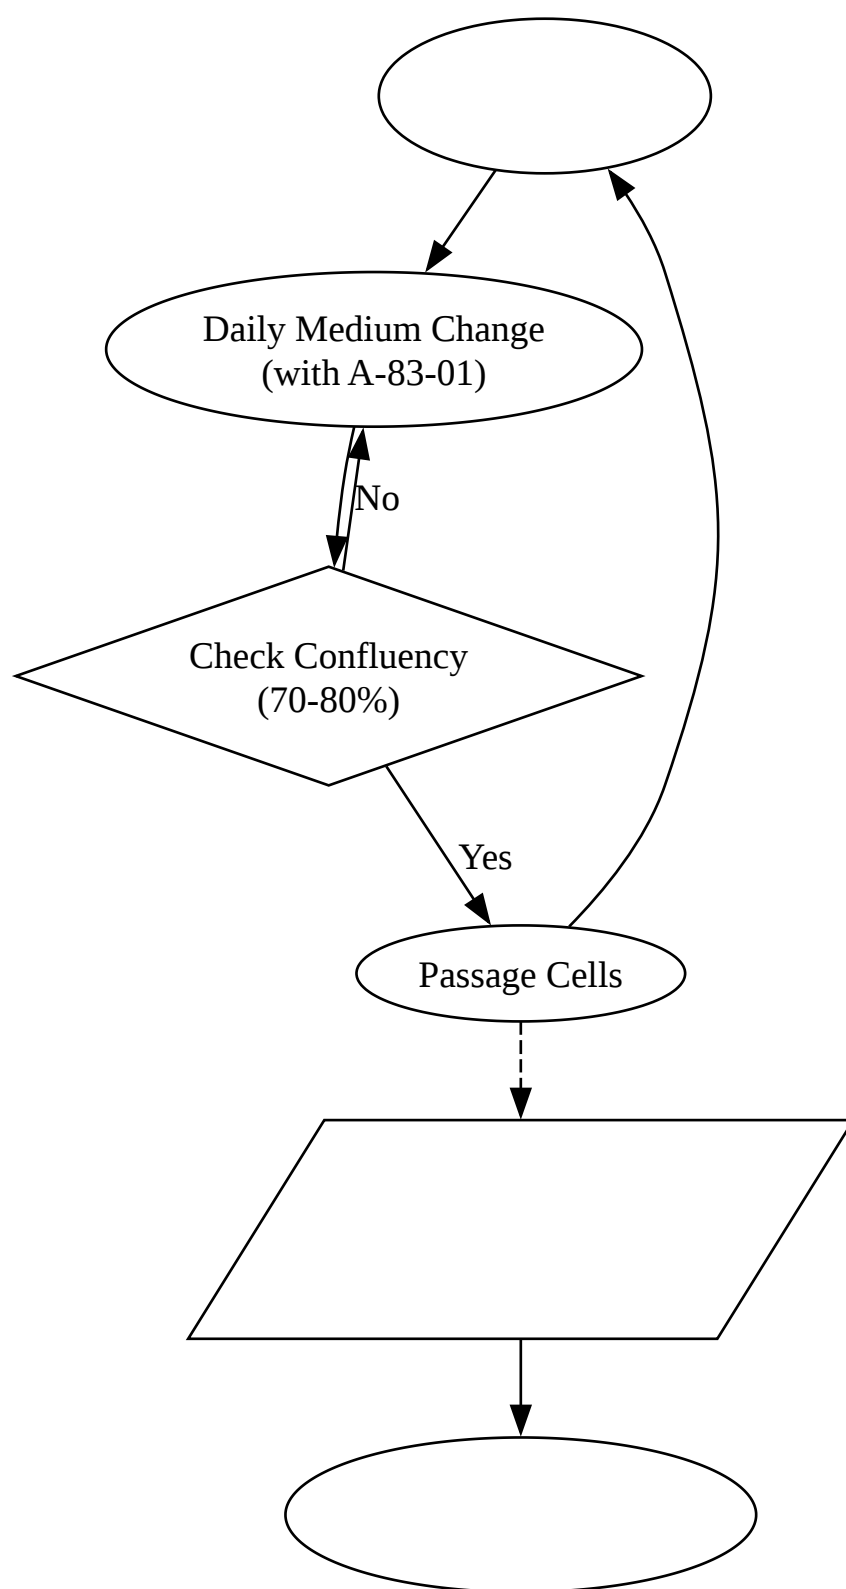 Daily Medium Change
(with A-83-01)
No
Check Confluency
(70-80%)
Yes
Passage Cells